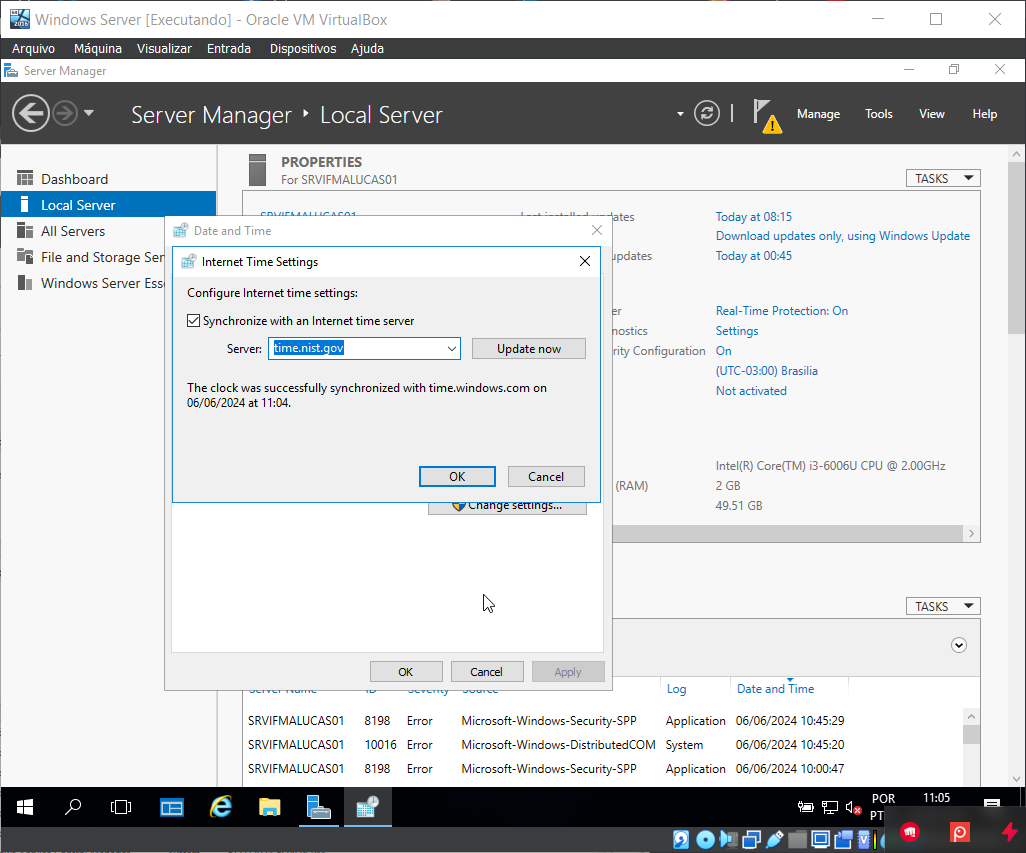 Windows Server [Executando] - Oracle VM VirtualBox
Arquivo Máquina Visualizar Entrada Dispositivos Ajuda
Server Manager
Server Manager Local Server
Manage Tools View Help
Dashboard
Local Server
All Servers
File and Storage Ser
Windows Server Ess
PROPERTIES
For SRVIFMALUCAS01
TASKS
SRVIFMALUCAS01
Last installed updates Today at 08:15
Download updates only, using Windows Update
updates Today at 00:45
Real-Time Protection: On
Settings
Configuration On
(UTC-03:00) Brasilia
Not activated
Intel(R) Core(TM) i3-6006U CPU @ 2.00GHz
(RAM) 2 GB
49.51 GB
Date and Time
Internet Time Settings
Configure Internet time settings:
Synchronize with an Internet time server
Server: time.nist.gov Update now
The clock was successfully synchronized with time.windows.com on
06/06/2024 at 11:04.
OK Cancel
Change settings...
OK Cancel Apply
TASKS
Server Name ID Severity Source Log Date and Time
SRVIFMALUCAS01 8198 Error Microsoft-Windows-Security-SPP Application 06/06/2024 10:45:29
SRVIFMALUCAS01 10016 Error Microsoft-Windows-DistributedCOM System 06/06/2024 10:45:20
SRVIFMALUCAS01 8198 Error Microsoft-Windows-Security-SPP Application 06/06/2024 10:00:47
POR 11:05